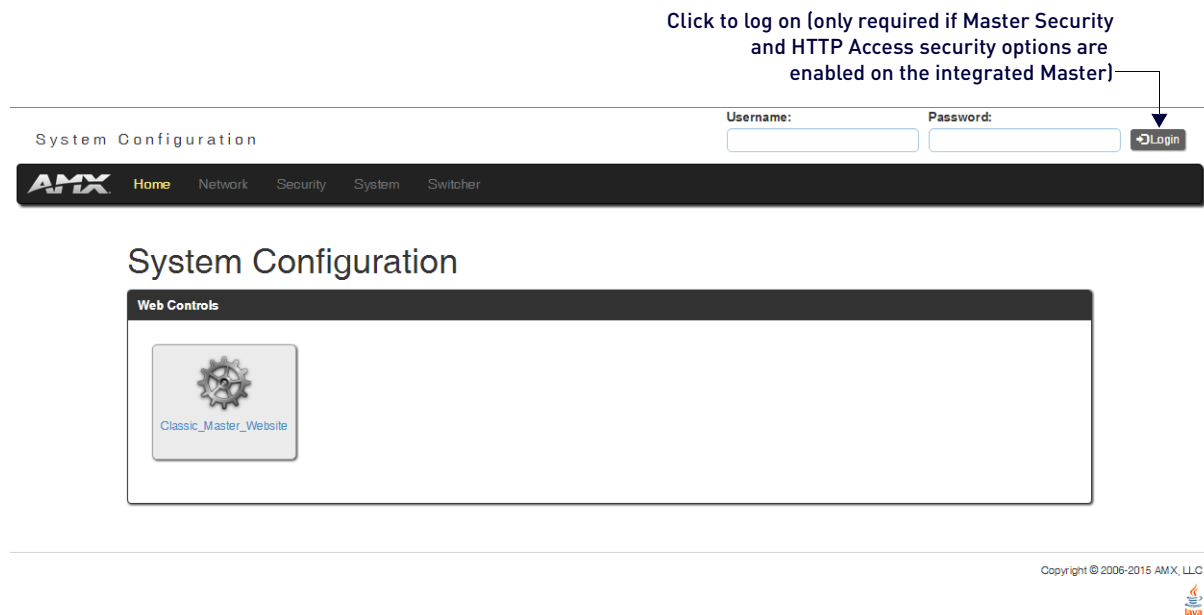 Click to log on (only required if Master Security
and HTTP Access security options are
enabled on the integrated Master)
Username:
Password:
System Configuration
Login
AMX
Home
Network
Security
System
Switcher
System Configuration
Web Controls
Classic_Master_Website
Copyright © 2006-2015 AMX, LLC
Java